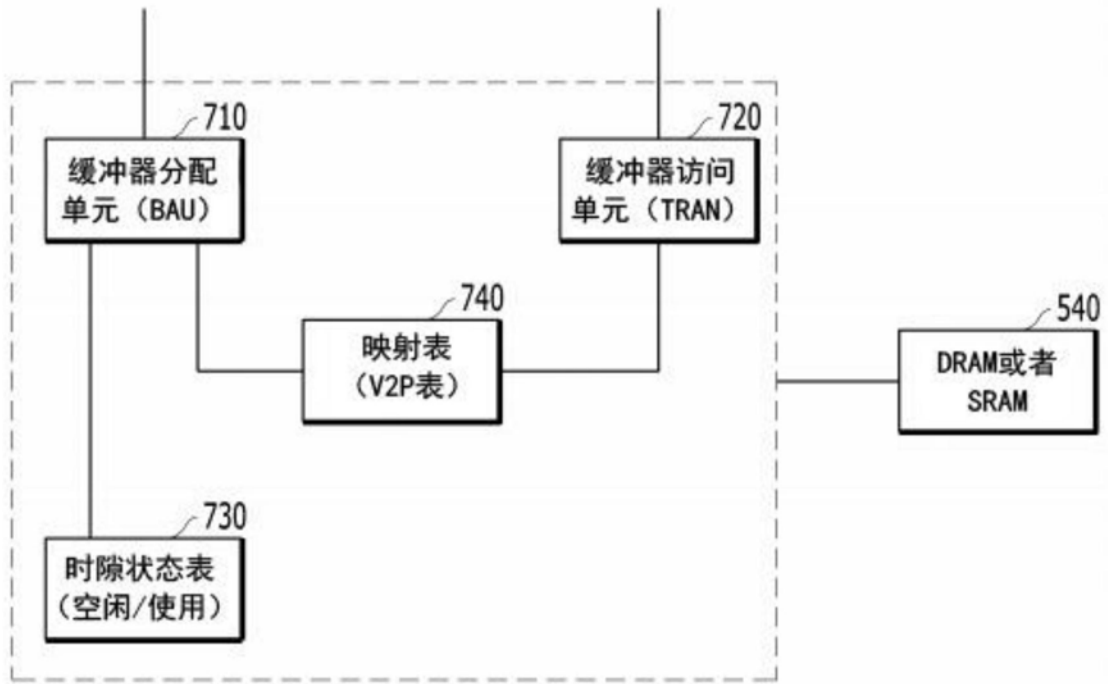 710
缓冲器分配
单元（BAU）
720
缓冲器访问
单元（TRAN）
740
映射表
（V2P表）
540
DRAM或者
SRAM
730
时隙状态表
（空闲/使用）